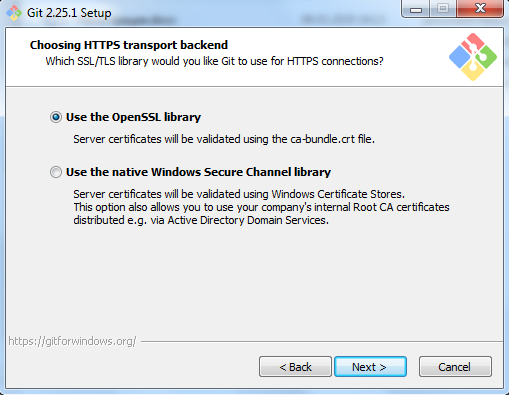 Git 2.25.1 Setup
Choosing HTTPS transport backend
Which SSL/TLS library would you like Git to use for HTTPS connections?
Use the OpenSSL library
Server certificates will be validated using the ca-bundle.crt file.
Use the native Windows Secure Channel library
Server certificates will be validated using Windows Certificate Stores.
This option also allows you to use your company's internal Root CA certificates
distributed e.g. via Active Directory Domain Services.
https://gitforwindows.org/
< Back
Next >
Cancel